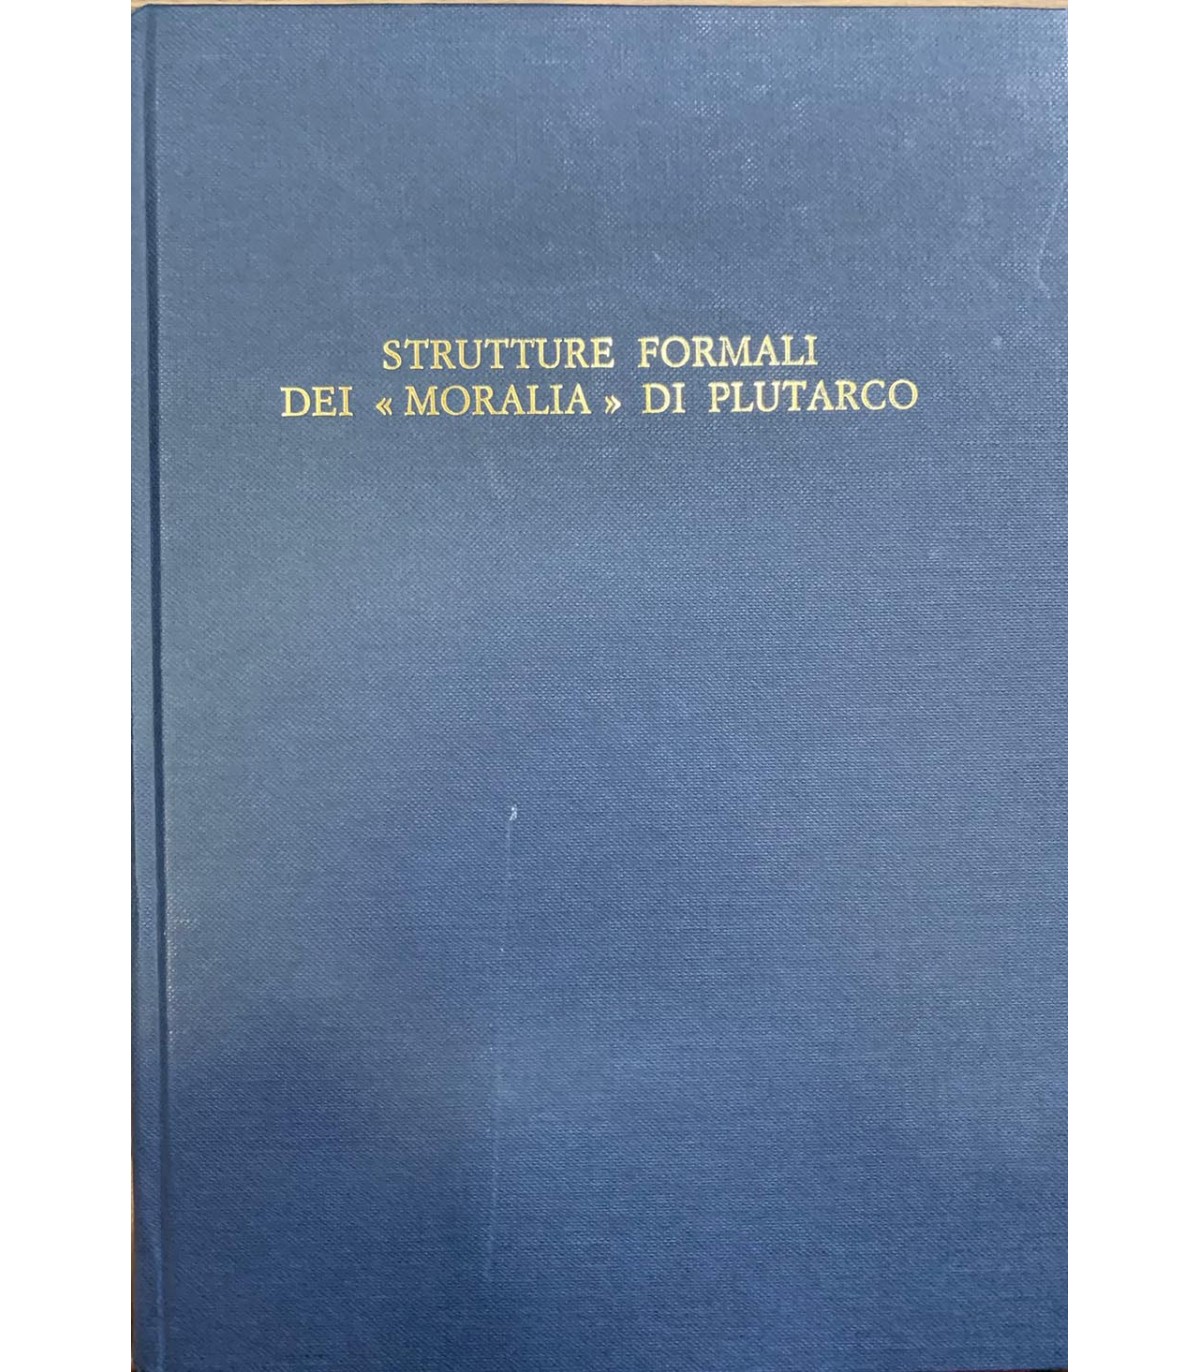 STRUTTURE FORMALI
DEI « MORALIA » DI PLUTARCO